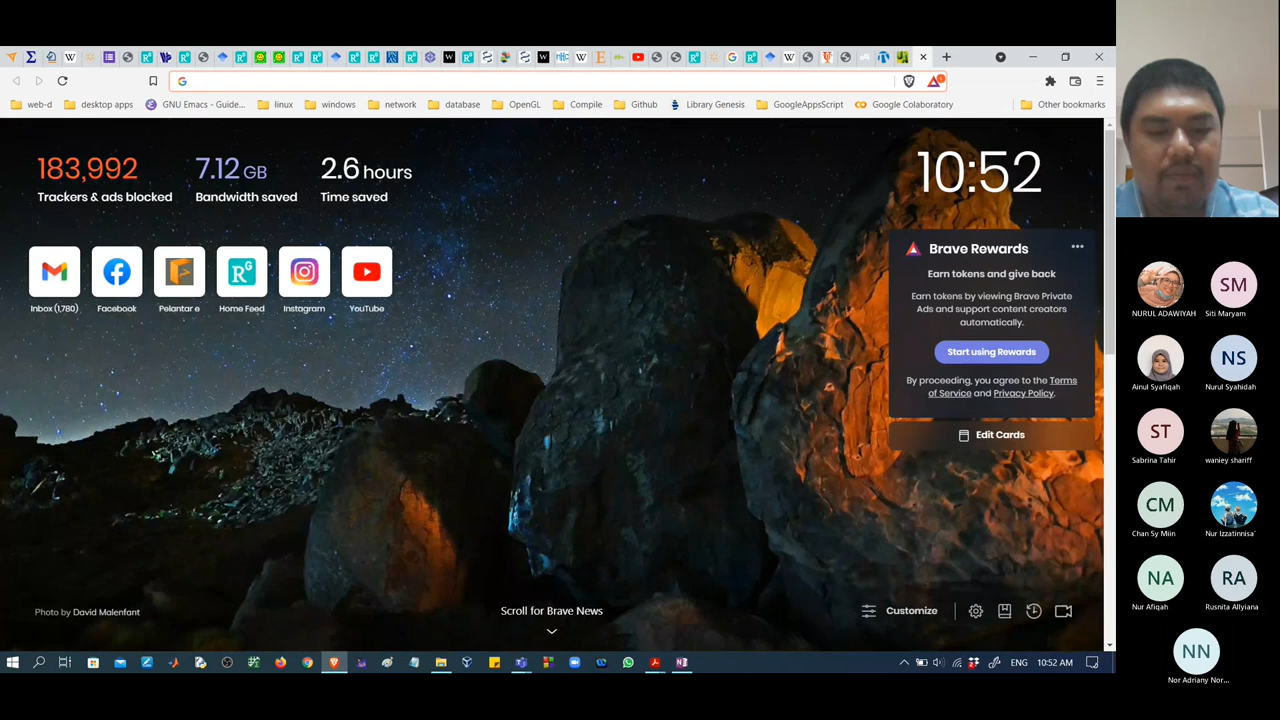 web-d desktop apps GNU Emacs - Guide... linux windows network database OpenGL Compile Github Library Genesis GoogleAppsScript Google Colaboratory Other bookmarks
183,992 7.12 GB 2.6 hours
Trackers & ads blocked Bandwidth saved Time saved
10:52
Inbox (1,780) Facebook Pelantar e Home Feed Instagram YouTube
Brave Rewards
Earn tokens and give back
Earn tokens by viewing Brave Private
Ads and support content creators
automatically.
Start using Rewards
By proceeding, you agree to the Terms
of Service and Privacy Policy.
Edit Cards
Photo by David Malenfant
Scroll for Brave News
Customize
ENG 10:52 AM
SM
NURUL ADAWIYAH Siti Maryam
NS
Ainul Syafiqah Nurul Syahidah
ST
Sabrina Tahir waniey shariff
CM
Chan Sy Miin Nur Izzatinnisa'
NA RA
Nur Afiqah Rusnita Allyiana
NN
Nor Adriany Nor...